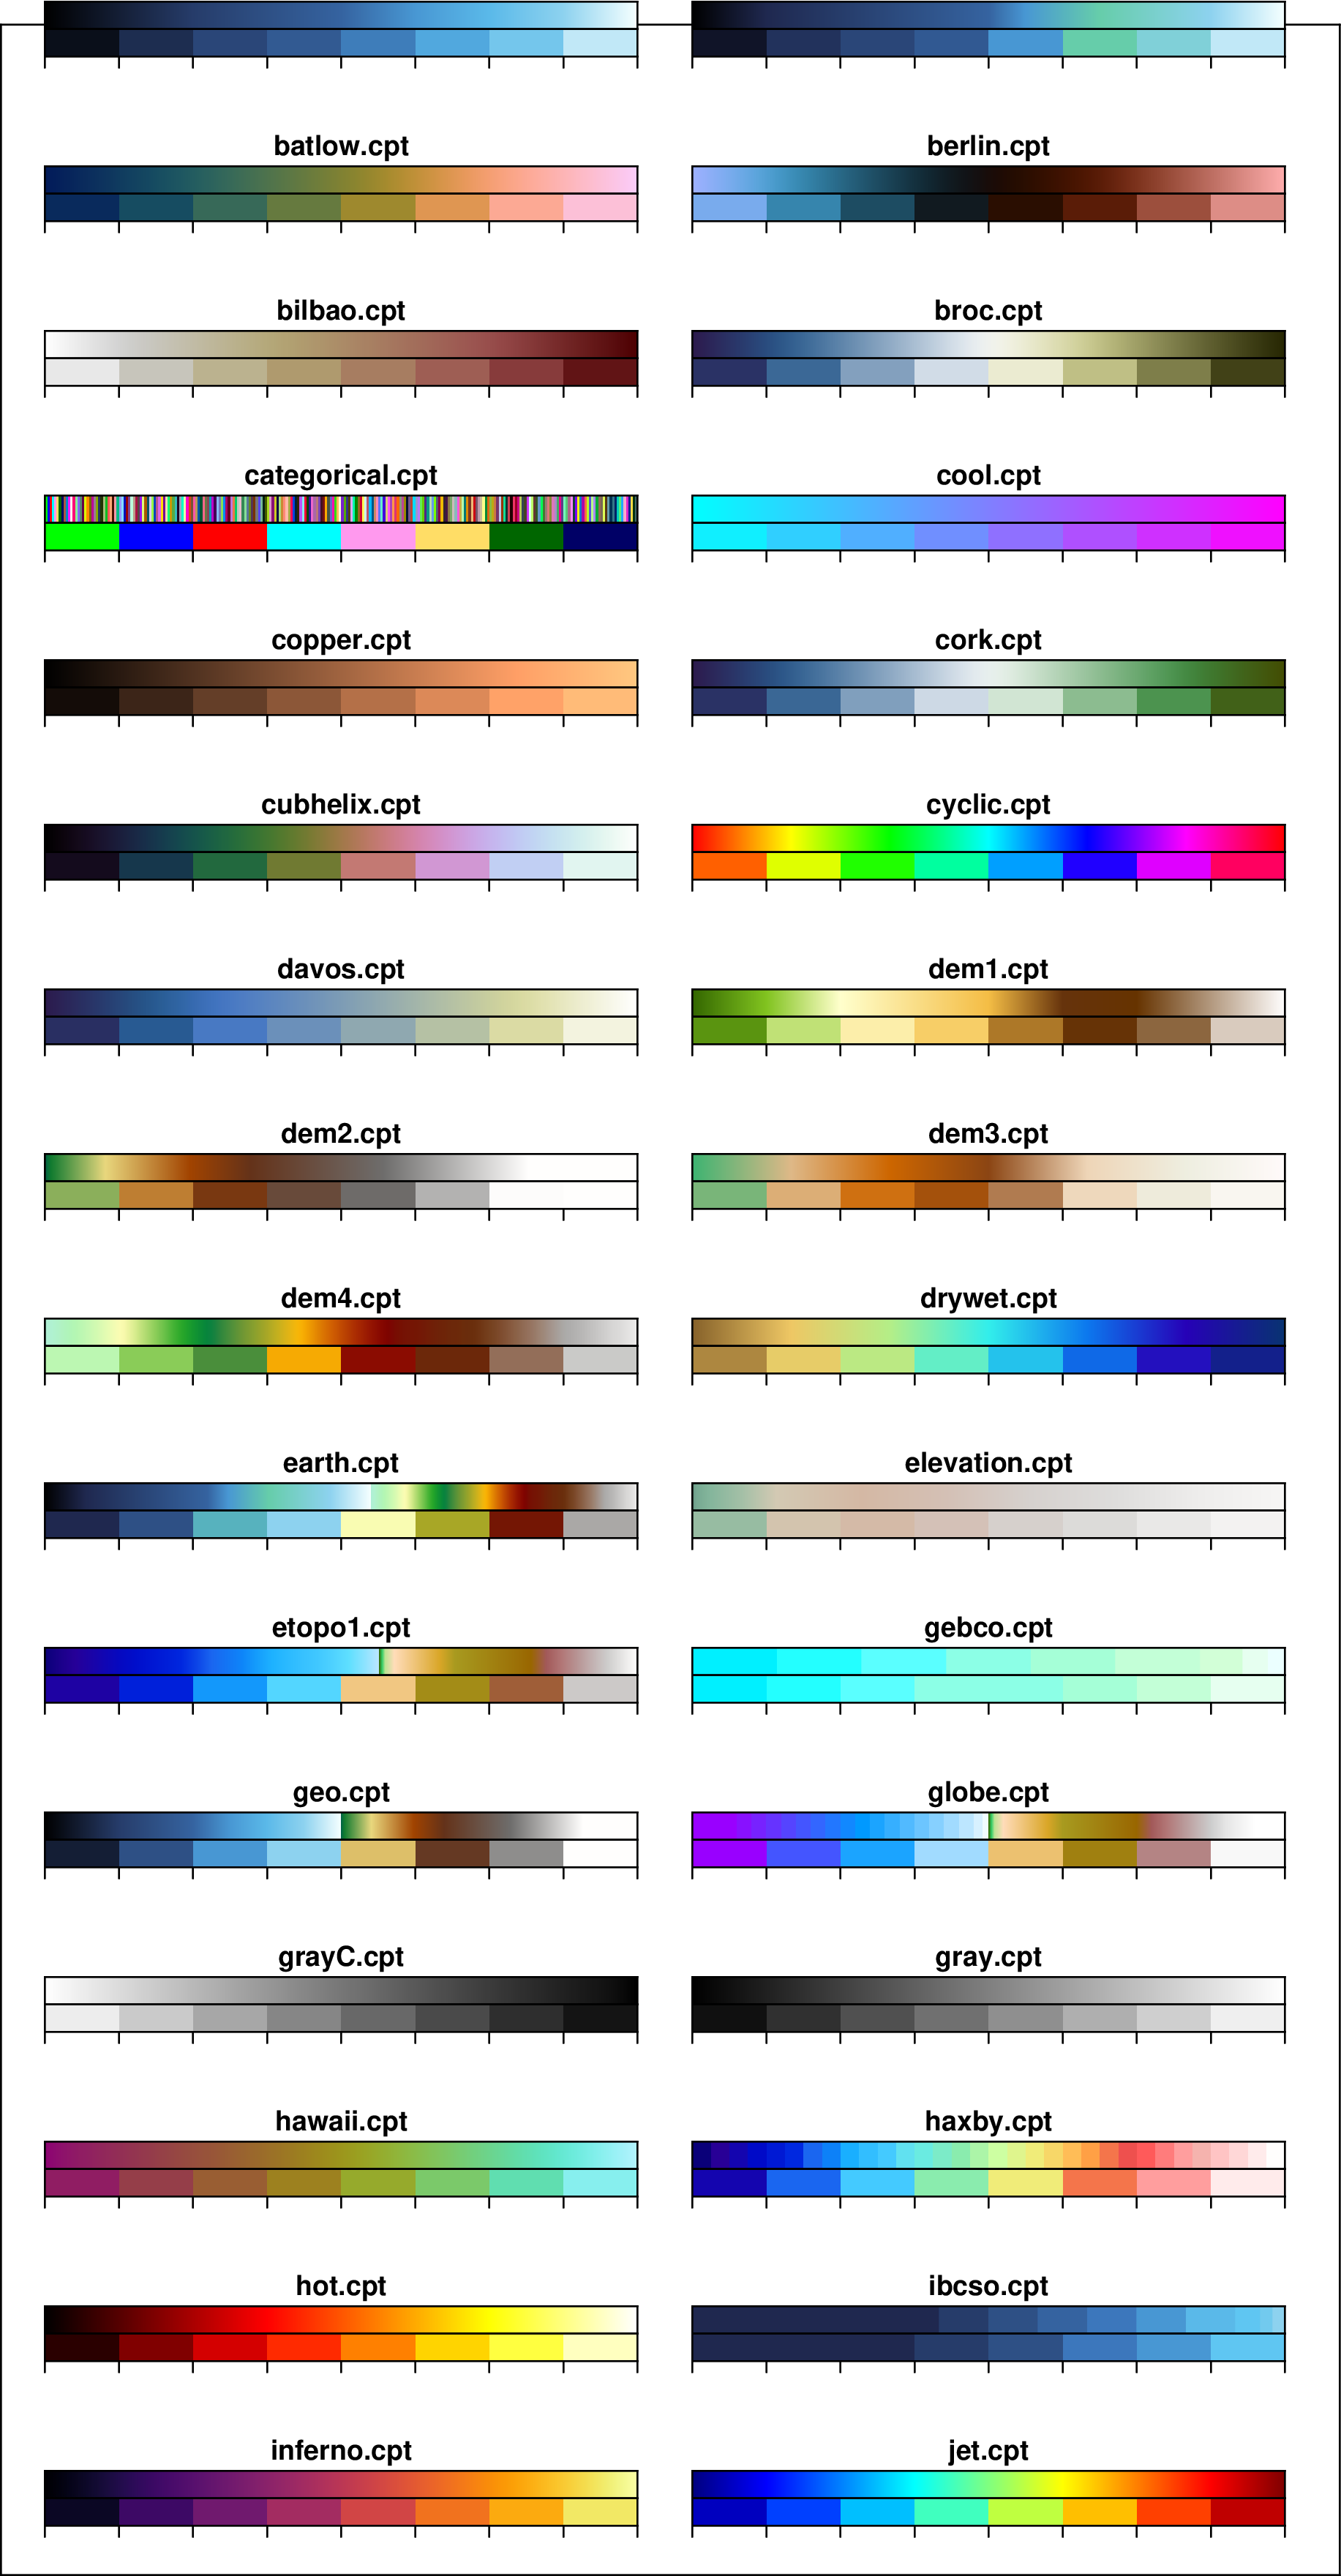 batlow.cpt
berlin.cpt
bilbao.cpt
broc.cpt
categorical.cpt
cool.cpt
copper.cpt
cork.cpt
cubhelix.cpt
cyclic.cpt
davos.cpt
dem1.cpt
dem2.cpt
dem3.cpt
dem4.cpt
drywet.cpt
earth.cpt
elevation.cpt
etopo1.cpt
gebco.cpt
geo.cpt
globe.cpt
grayC.cpt
gray.cpt
hawaii.cpt
haxby.cpt
hot.cpt
ibcso.cpt
inferno.cpt
jet.cpt